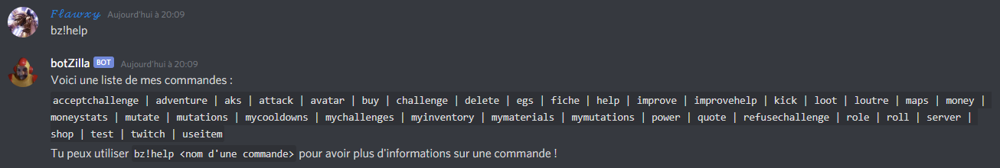 𝓕𝓵𝓪𝔀𝔁𝔂 Aujourd'hui à 20:09
bz!help
botZilla BOT Aujourd'hui à 20:09
Voici une liste de mes commandes :
acceptchallenge | adventure | aks | attack | avatar | buy | challenge | delete | egs | fiche | help | improve | improvehelp | kick | loot | loutre | maps | money |
moneystats | mutate | mutations | mycooldowns | mychallenges | myinventory | mymaterials | mymutations | power | quote | refusechallenge | role | roll | server |
shop | test | twitch | useitem
Tu peux utiliser bz!help <nom d'une commande> pour avoir plus d'informations sur une commande !